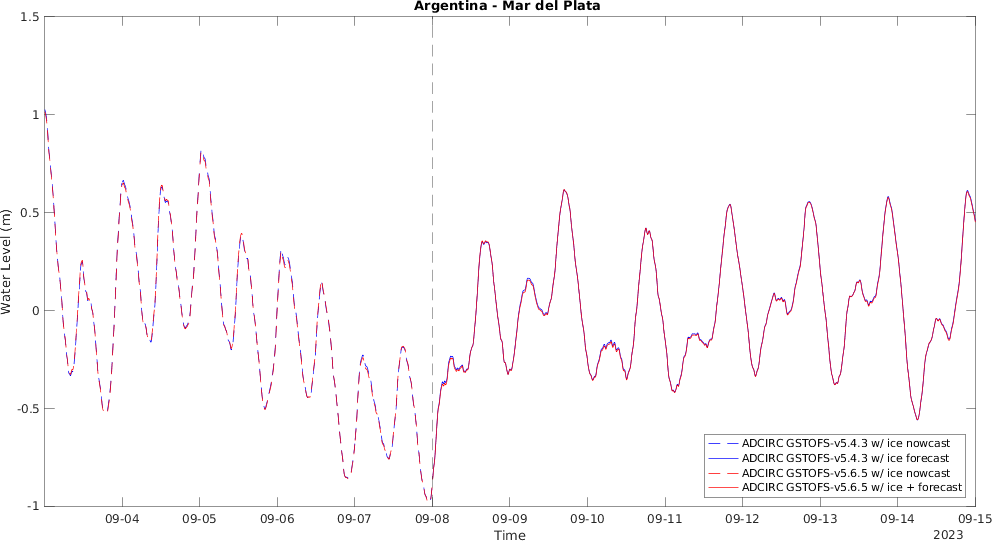 Argentina - Mar del Plata
1.5
1
0.5
0
-0.5
-1
Water Level (m)
ADCIRC GSTOFS-v5.4.3 w/ ice nowcast
ADCIRC GSTOFS-v5.4.3 w/ ice forecast
ADCIRC GSTOFS-v5.6.5 w/ ice nowcast
ADCIRC GSTOFS-v5.6.5 w/ ice + forecast
09-04 09-05 09-06 09-07 09-08 09-09 09-10 09-11 09-12 09-13 09-14 09-15
Time
2023